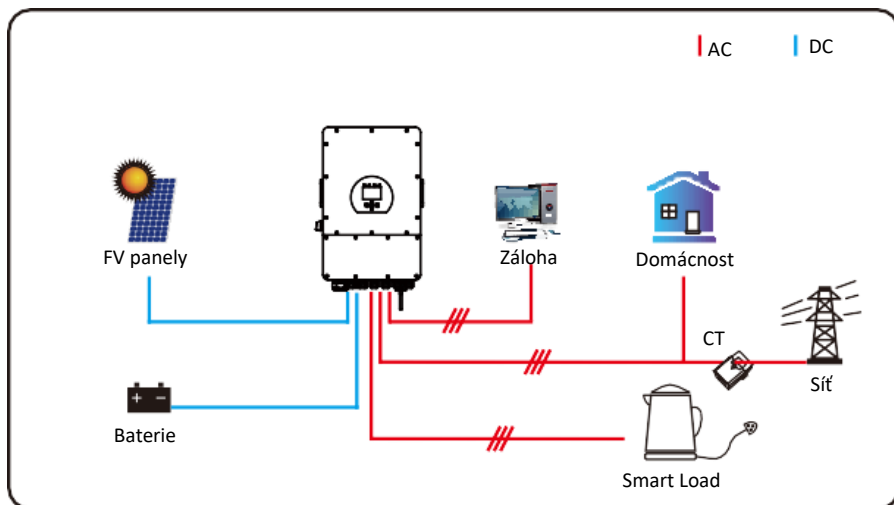 AC
DC
FV panely
Záloha
Domácnost
CT
Síť
Baterie
Smart Load